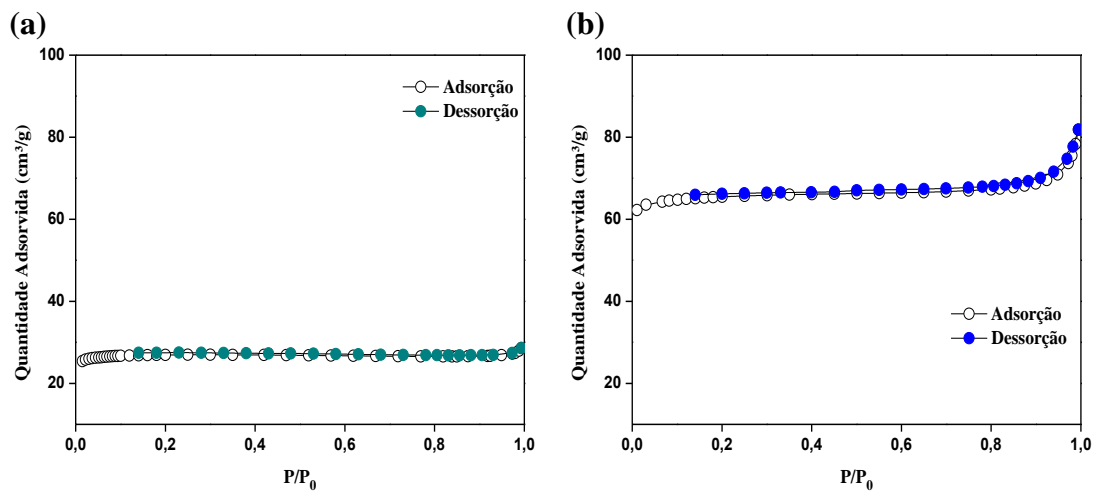 (a)
100
80
60
40
20
Quantidade Adsorvida (cm³/g)
Adsorção
Dessorção
0,0 0,2 0,4 0,6 0,8 1,0
P/P₀
(b)
100
80
60
40
20
Quantidade Adsorvida (cm³/g)
Adsorção
Dessorção
0,0 0,2 0,4 0,6 0,8 1,0
P/P₀